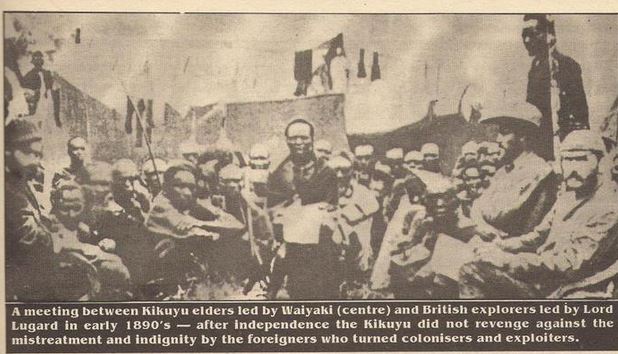 A meeting between Kikuyu elders led by Waiyaki (centre) and British explorers led by Lord
Lugard in early 1890's — after independence the Kikuyu did not revenge against the
mistreatment and indignity by the foreigners who turned colonisers and exploiters.